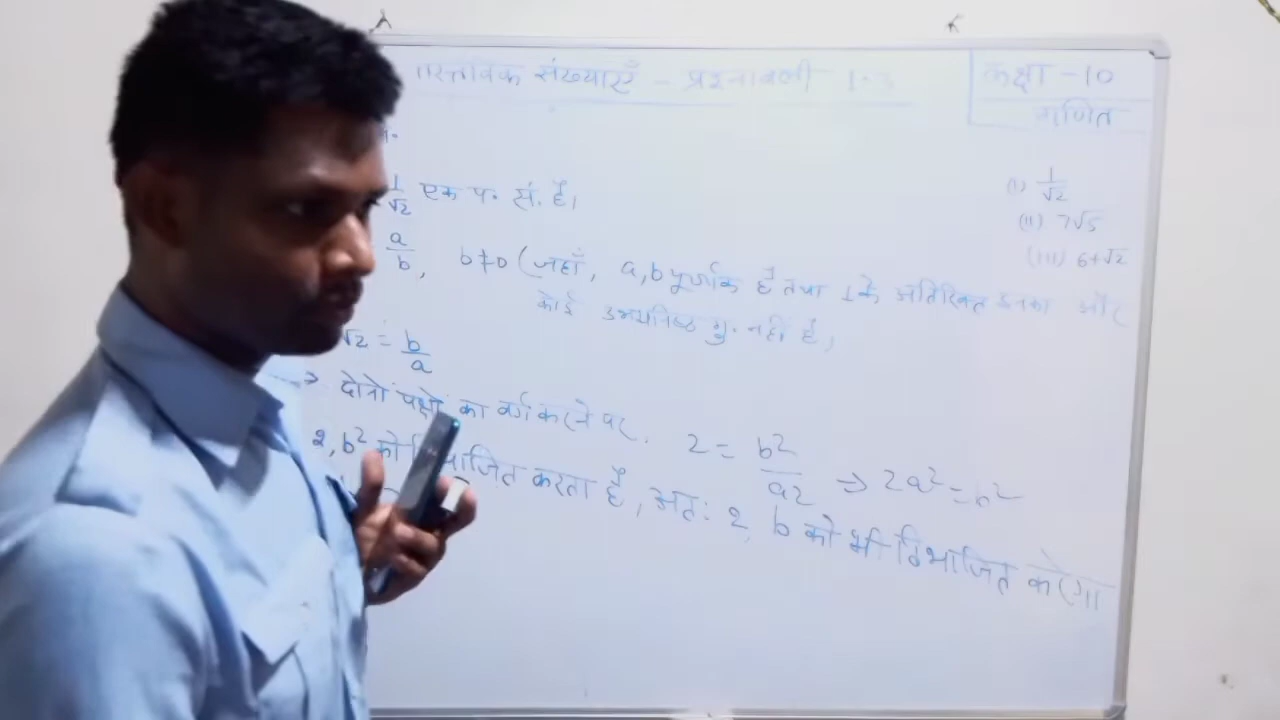 वास्तविक संख्याएँ - प्रश्नावली 1.3
कक्षा - 10
गणित
1/√2 एक प. सं. है।
(i) 1/√2
(ii) 7√5
(iii) 6+√2
a/b, b≠0 (जहाँ, a,b पूर्णांक हैं तथा 1 के अतिरिक्त इनका और
कोई उभयनिष्ठ गु. नहीं है,
√2 = b/a
⇒ दोनों पक्षों का वर्ग करने पर, 2 = b²/a² ⇒ 2a² = b²
2, b² को विभाजित करता है, अतः 2, b को भी विभाजित करेगा